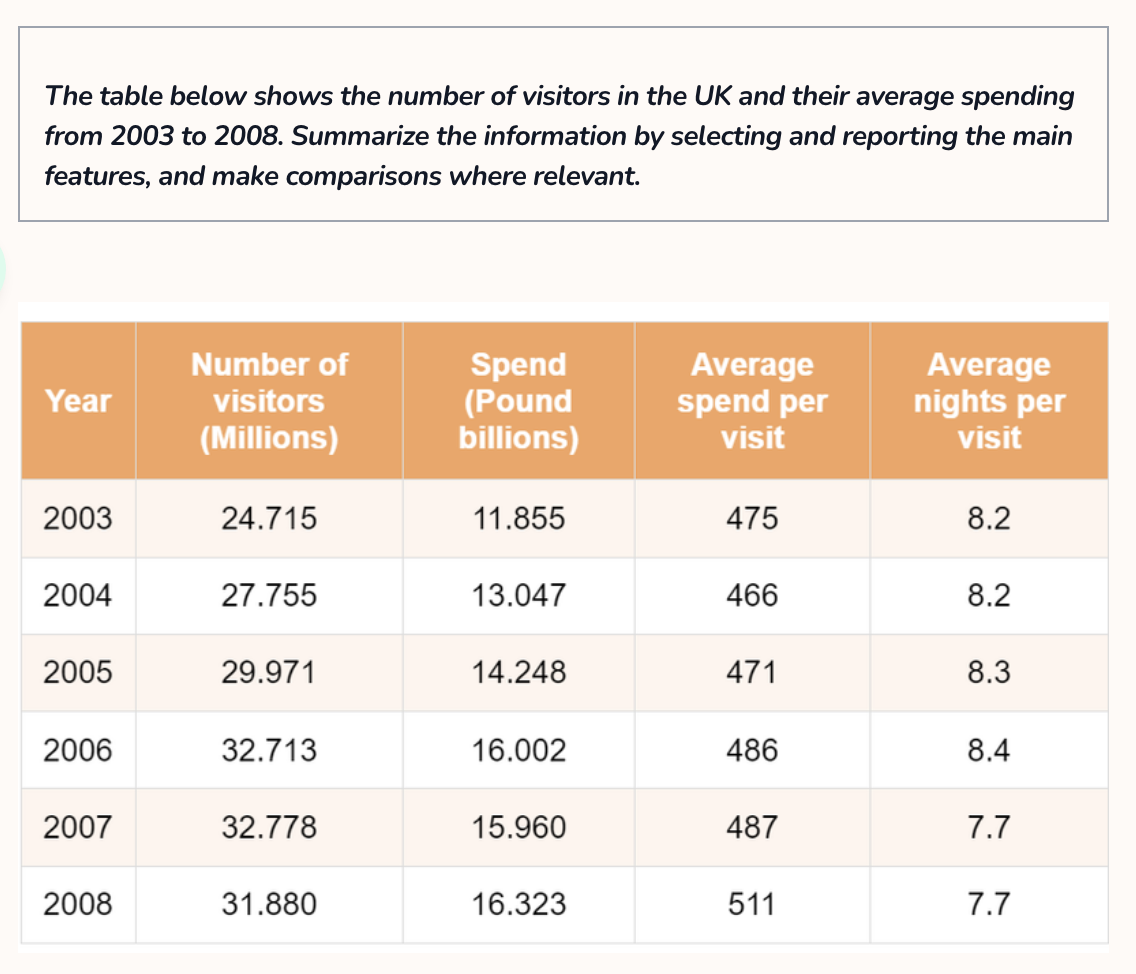 The table below shows the number of visitors in the UK and their average spending
from 2003 to 2008. Summarize the information by selecting and reporting the main
features, and make comparisons where relevant.
Year Number of visitors (Millions) Spend (Pound billions) Average spend per visit Average nights per visit
2003 24.715 11.855 475 8.2
2004 27.755 13.047 466 8.2
2005 29.971 14.248 471 8.3
2006 32.713 16.002 486 8.4
2007 32.778 15.960 487 7.7
2008 31.880 16.323 511 7.7